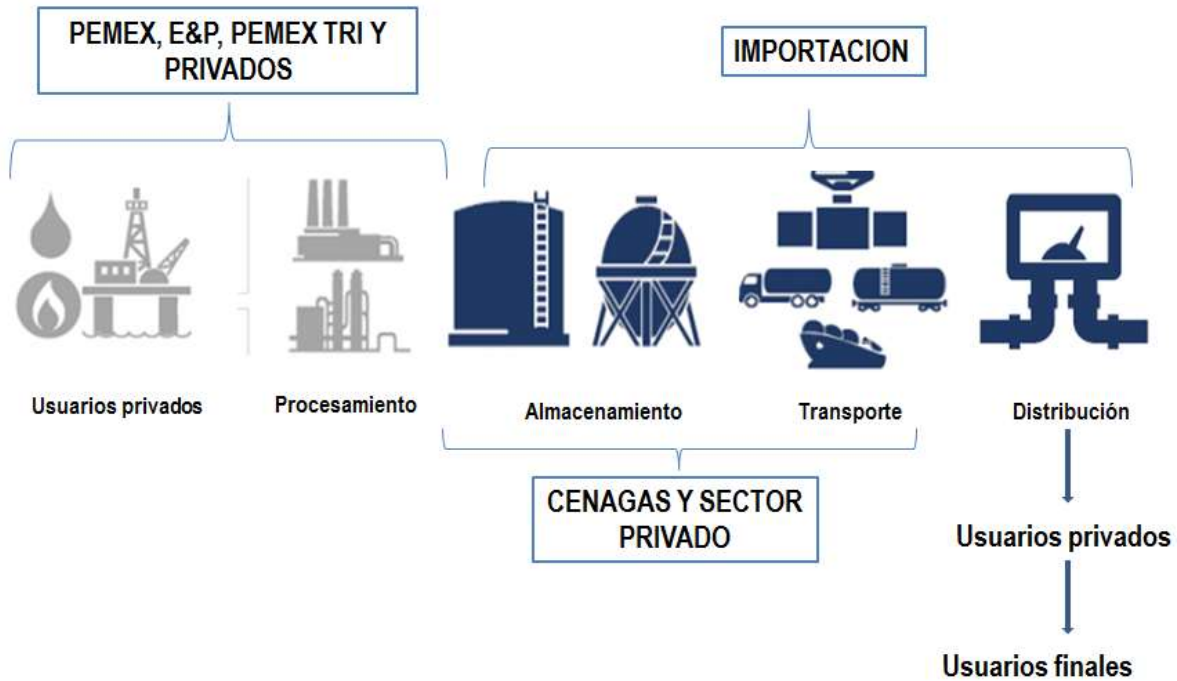 PEMEX, E&P, PEMEX TRI Y
PRIVADOS
IMPORTACION
Usuarios privados
Procesamiento
Almacenamiento
Transporte
Distribución
CENAGAS Y SECTOR
PRIVADO
Usuarios privados
Usuarios finales